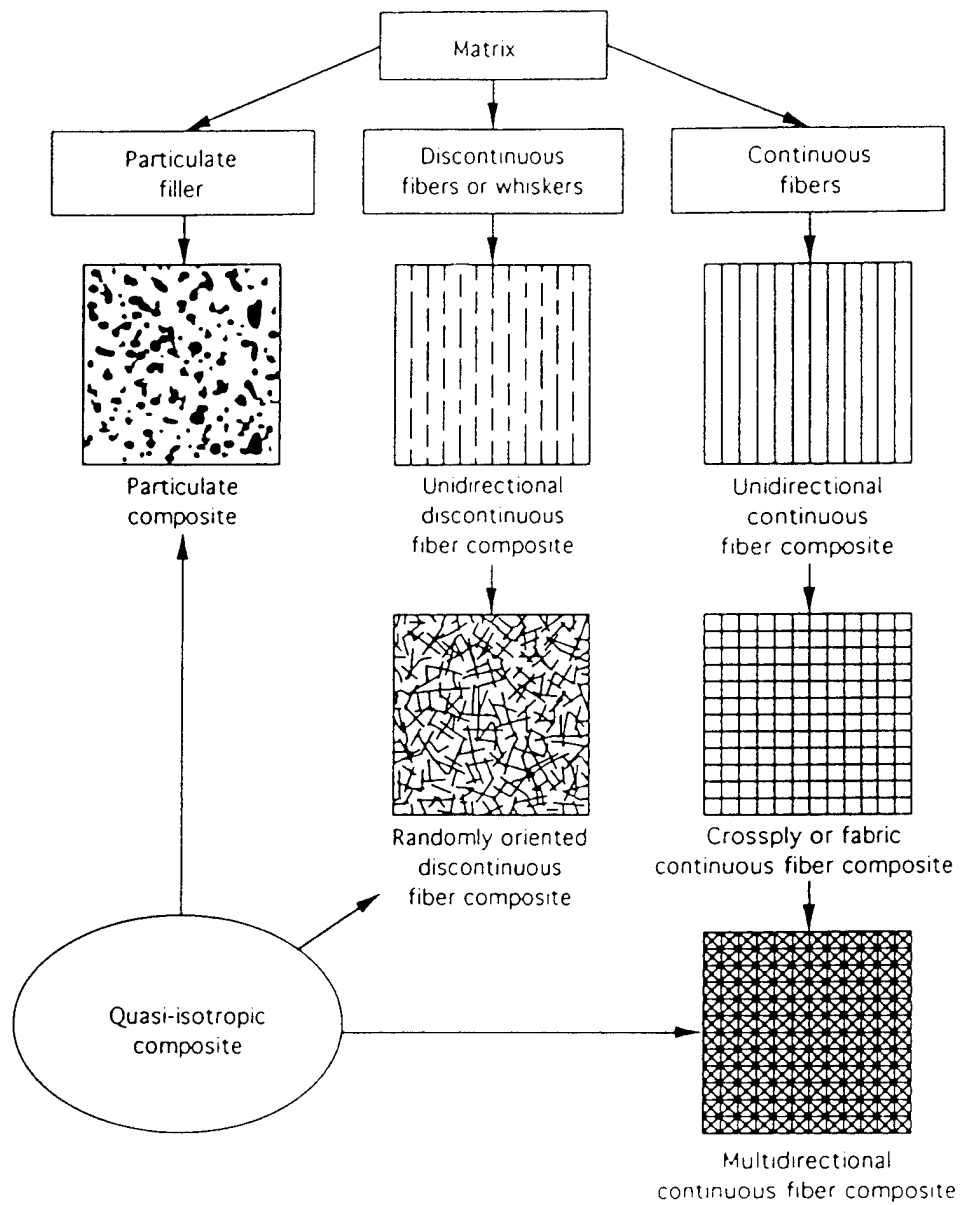 Matrix
Particulate
filler
Discontinuous
fibers or whiskers
Continuous
fibers
Particulate
composite
Unidirectional
discontinuous
fiber composite
Unidirectional
continuous
fiber composite
Randomly oriented
discontinuous
fiber composite
Crossply or fabric
continuous fiber composite
Quasi-isotropic
composite
Multidirectional
continuous fiber composite